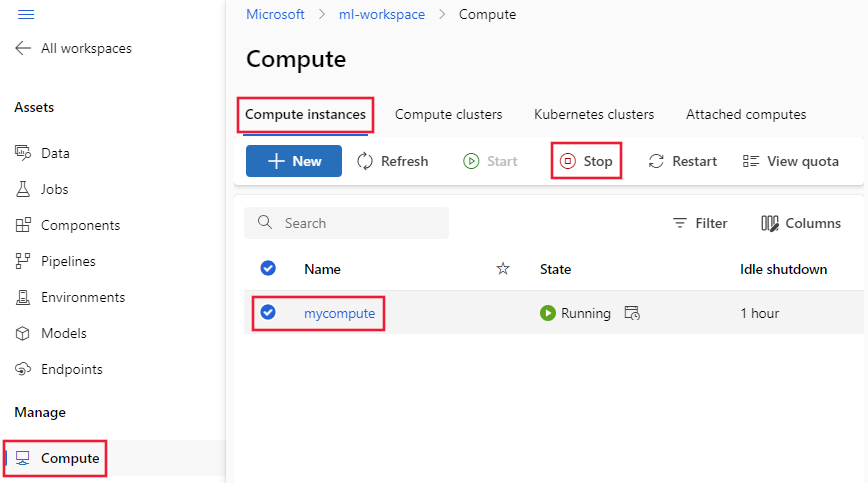 Microsoft > ml-workspace > Compute
All workspaces
Compute
Assets
Compute instances Compute clusters Kubernetes clusters Attached computes
Data
New Refresh Start Stop Restart View quota
Jobs
Components
Search Filter Columns
Pipelines
Name State Idle shutdown
Environments
mycompute Running 1 hour
Models
Endpoints
Manage
Compute